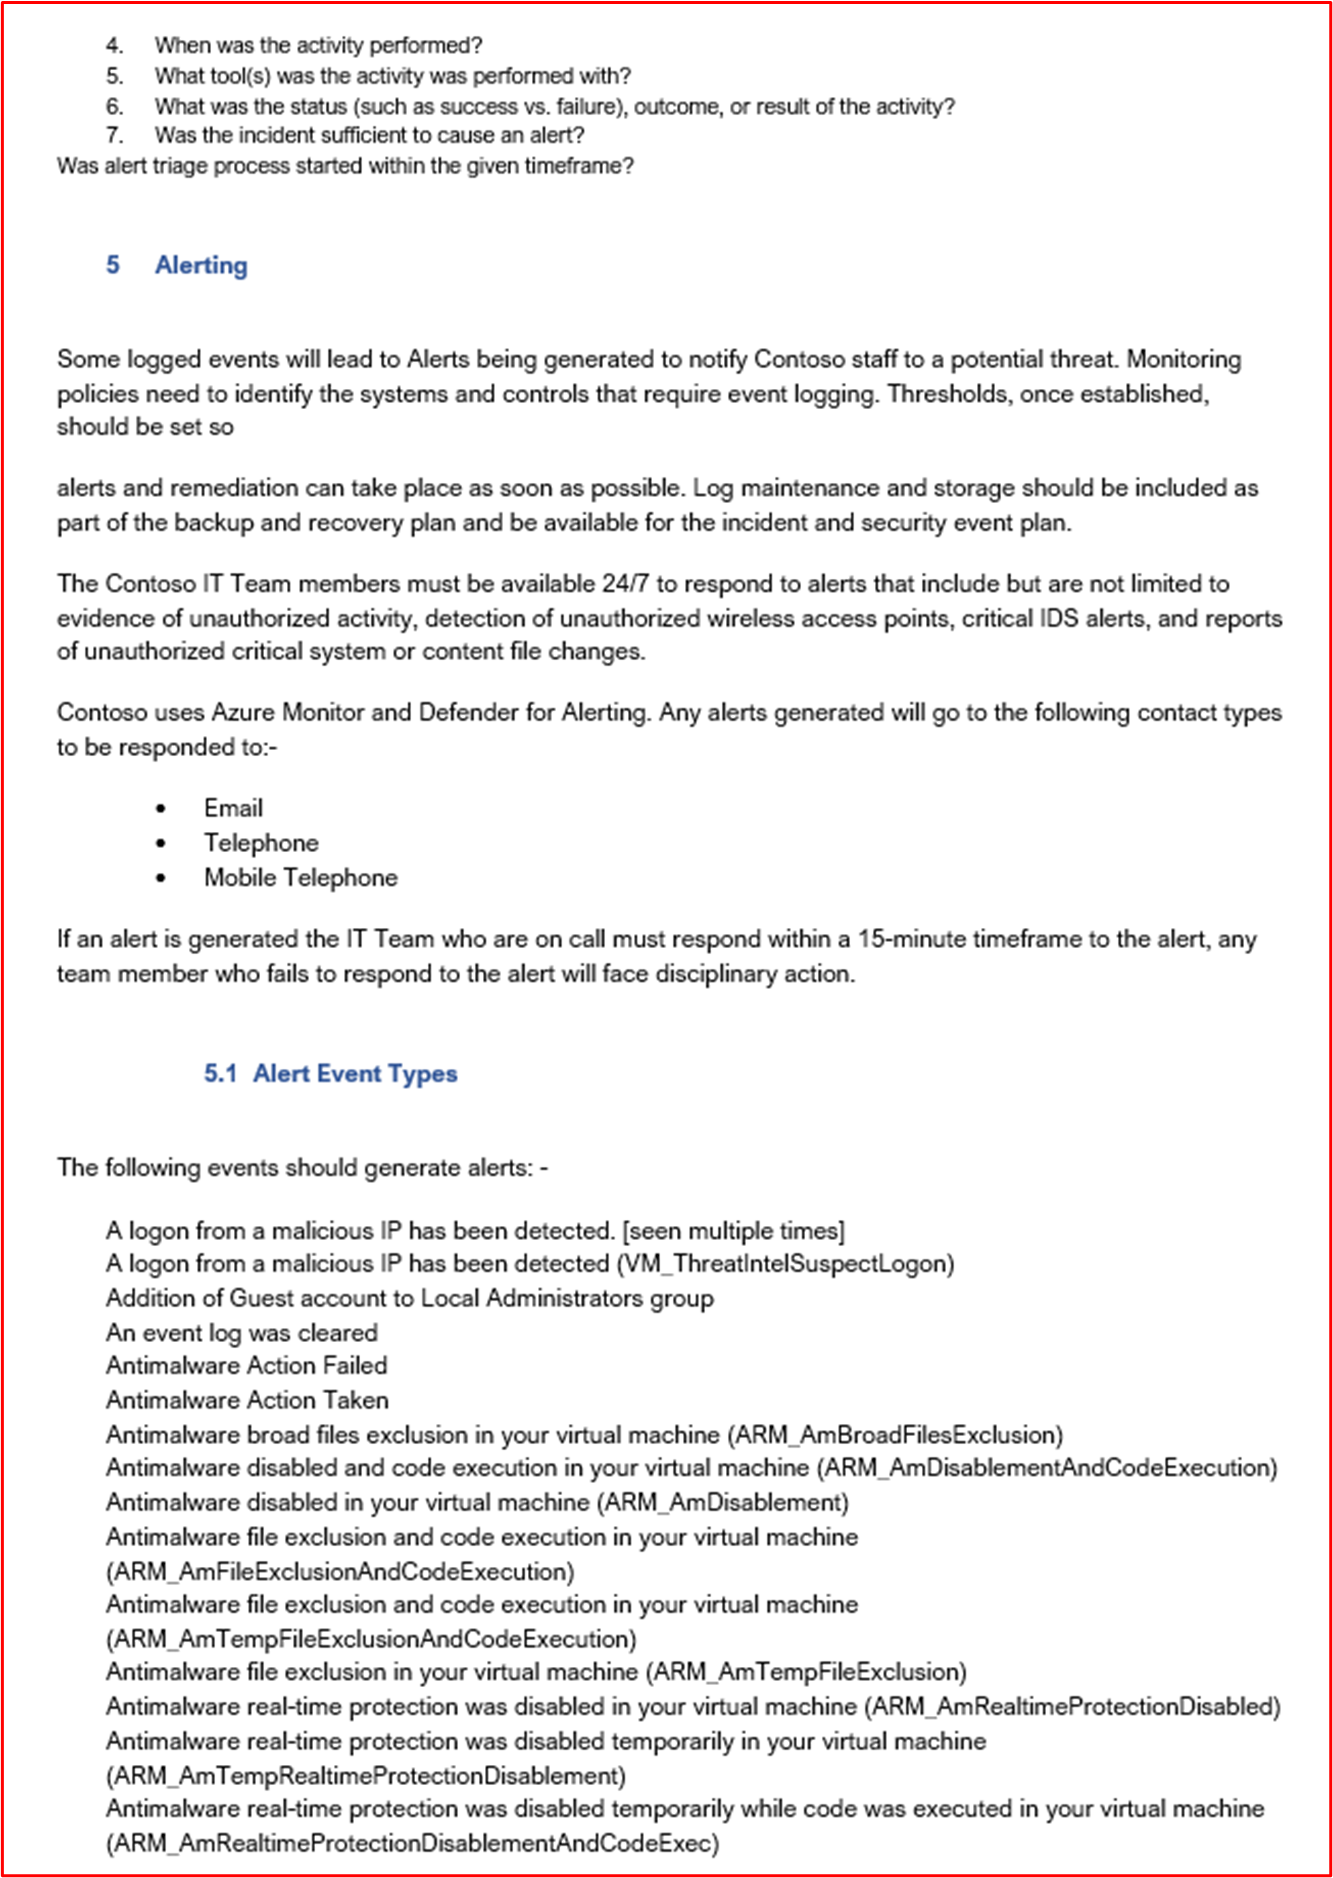 4. When was the activity performed?
5. What tool(s) was the activity was performed with?
6. What was the status (such as success vs. failure), outcome, or result of the activity?
7. Was the incident sufficient to cause an alert?
Was alert triage process started within the given timeframe?
5 Alerting
Some logged events will lead to Alerts being generated to notify Contoso staff to a potential threat. Monitoring
policies need to identify the systems and controls that require event logging. Thresholds, once established,
should be set so
alerts and remediation can take place as soon as possible. Log maintenance and storage should be included as
part of the backup and recovery plan and be available for the incident and security event plan.
The Contoso IT Team members must be available 24/7 to respond to alerts that include but are not limited to
evidence of unauthorized activity, detection of unauthorized wireless access points, critical IDS alerts, and reports
of unauthorized critical system or content file changes.
Contoso uses Azure Monitor and Defender for Alerting. Any alerts generated will go to the following contact types
to be responded to:-
• Email
• Telephone
• Mobile Telephone
If an alert is generated the IT Team who are on call must respond within a 15-minute timeframe to the alert, any
team member who fails to respond to the alert will face disciplinary action.
5.1 Alert Event Types
The following events should generate alerts: -
A logon from a malicious IP has been detected. [seen multiple times]
A logon from a malicious IP has been detected (VM_ThreatIntelSuspectLogon)
Addition of Guest account to Local Administrators group
An event log was cleared
Antimalware Action Failed
Antimalware Action Taken
Antimalware broad files exclusion in your virtual machine (ARM_AmBroadFilesExclusion)
Antimalware disabled and code execution in your virtual machine (ARM_AmDisablementAndCodeExecution)
Antimalware disabled in your virtual machine (ARM_AmDisablement)
Antimalware file exclusion and code execution in your virtual machine
(ARM_AmFileExclusionAndCodeExecution)
Antimalware file exclusion and code execution in your virtual machine
(ARM_AmTempFileExclusionAndCodeExecution)
Antimalware file exclusion in your virtual machine (ARM_AmTempFileExclusion)
Antimalware real-time protection was disabled in your virtual machine (ARM_AmRealtimeProtectionDisabled)
Antimalware real-time protection was disabled temporarily in your virtual machine
(ARM_AmTempRealtimeProtectionDisablement)
Antimalware real-time protection was disabled temporarily while code was executed in your virtual machine
(ARM_AmRealtimeProtectionDisablementAndCodeExec)